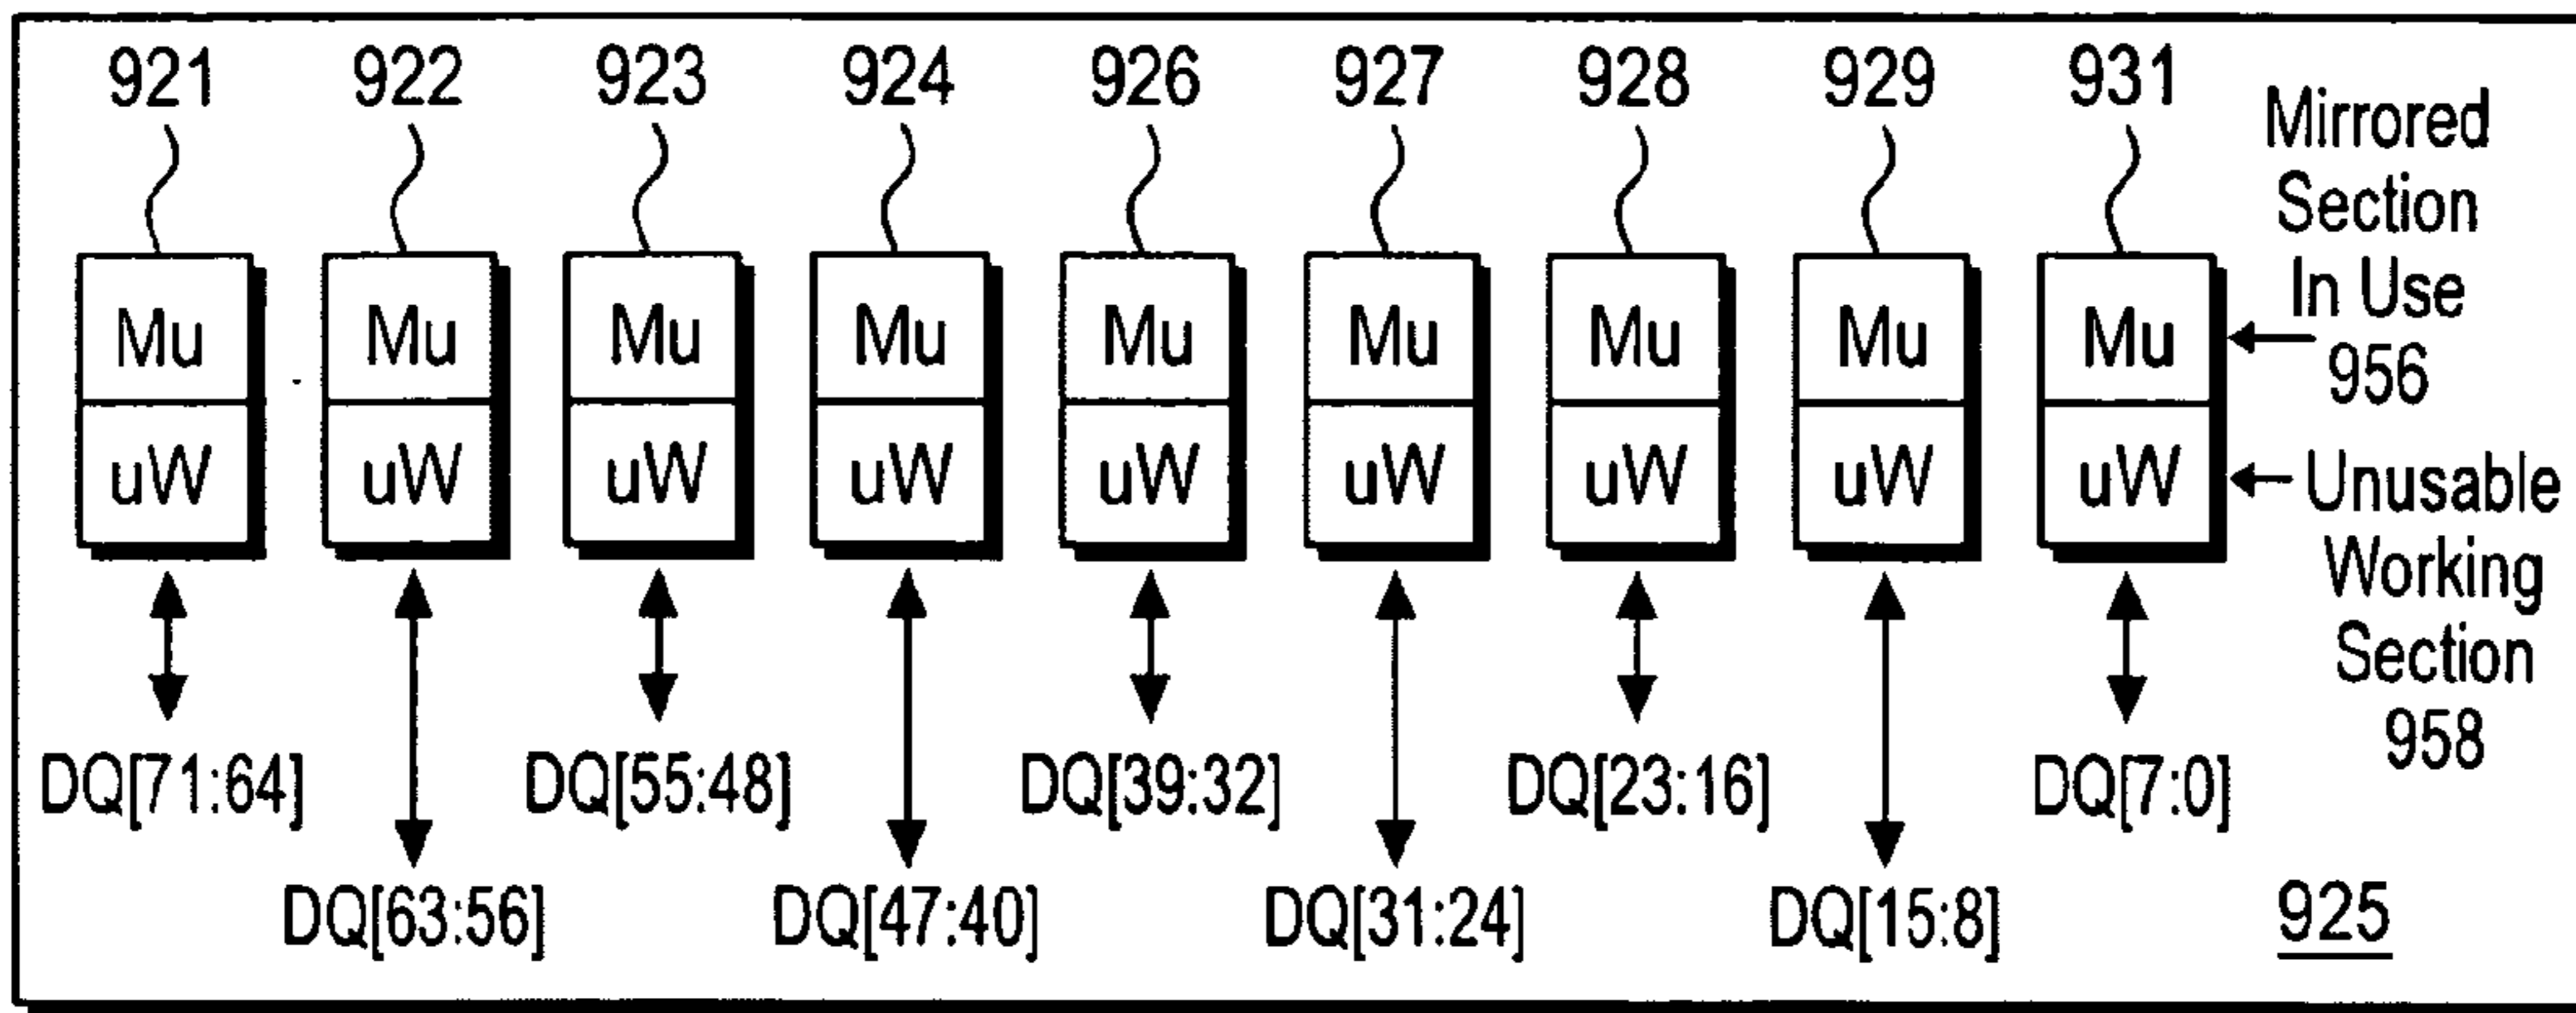 921 922 923 924 926 927 928 929 931
Mirrored
Section
In Use
956
Mu Mu Mu Mu Mu Mu Mu Mu Mu
uW uW uW uW uW uW uW uW uW
Unusable
Working
Section
958
DQ[71:64] DQ[55:48] DQ[39:32] DQ[23:16] DQ[7:0]
DQ[63:56] DQ[47:40] DQ[31:24] DQ[15:8]
925